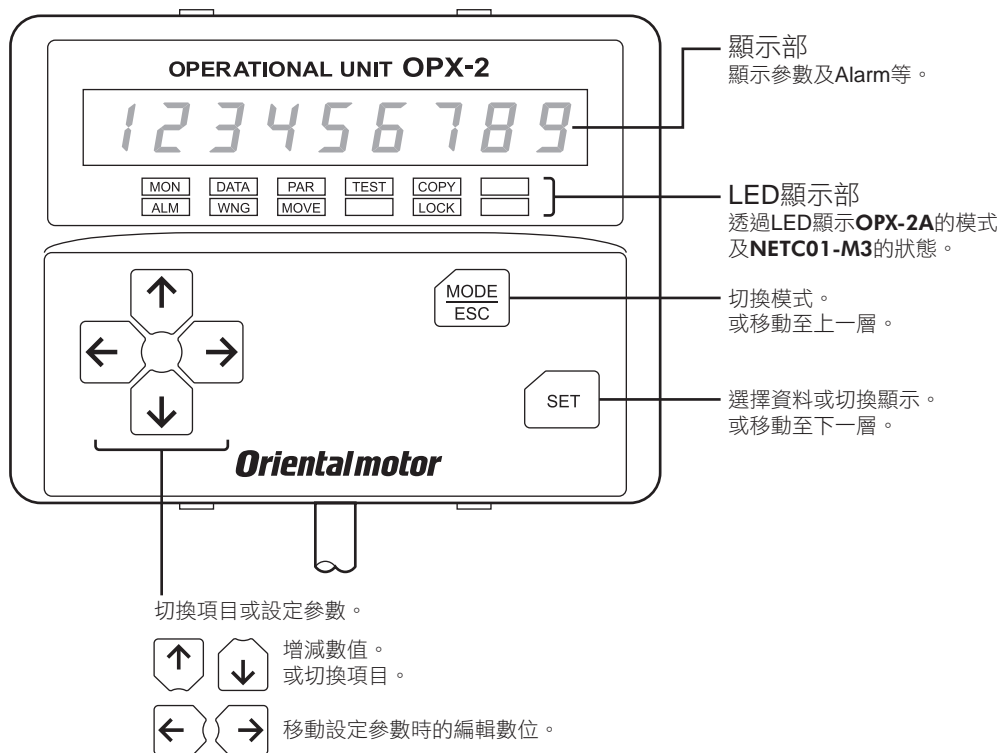 OPERATIONAL UNIT OPX-2
123456789
MON DATA PAR TEST COPY
ALM WNG MOVE LOCK
顯示部
顯示參數及Alarm等。
LED顯示部
透過LED顯示OPX-2A的模式
及NETC01-M3的狀態。
↑
← →
↓
MODE
ESC
切換模式。
或移動至上一層。
SET
選擇資料或切換顯示。
或移動至下一層。
Orientalmotor
切換項目或設定參數。
↑ ↓
增減數值。
或切換項目。
← → 移動設定參數時的編輯數位。